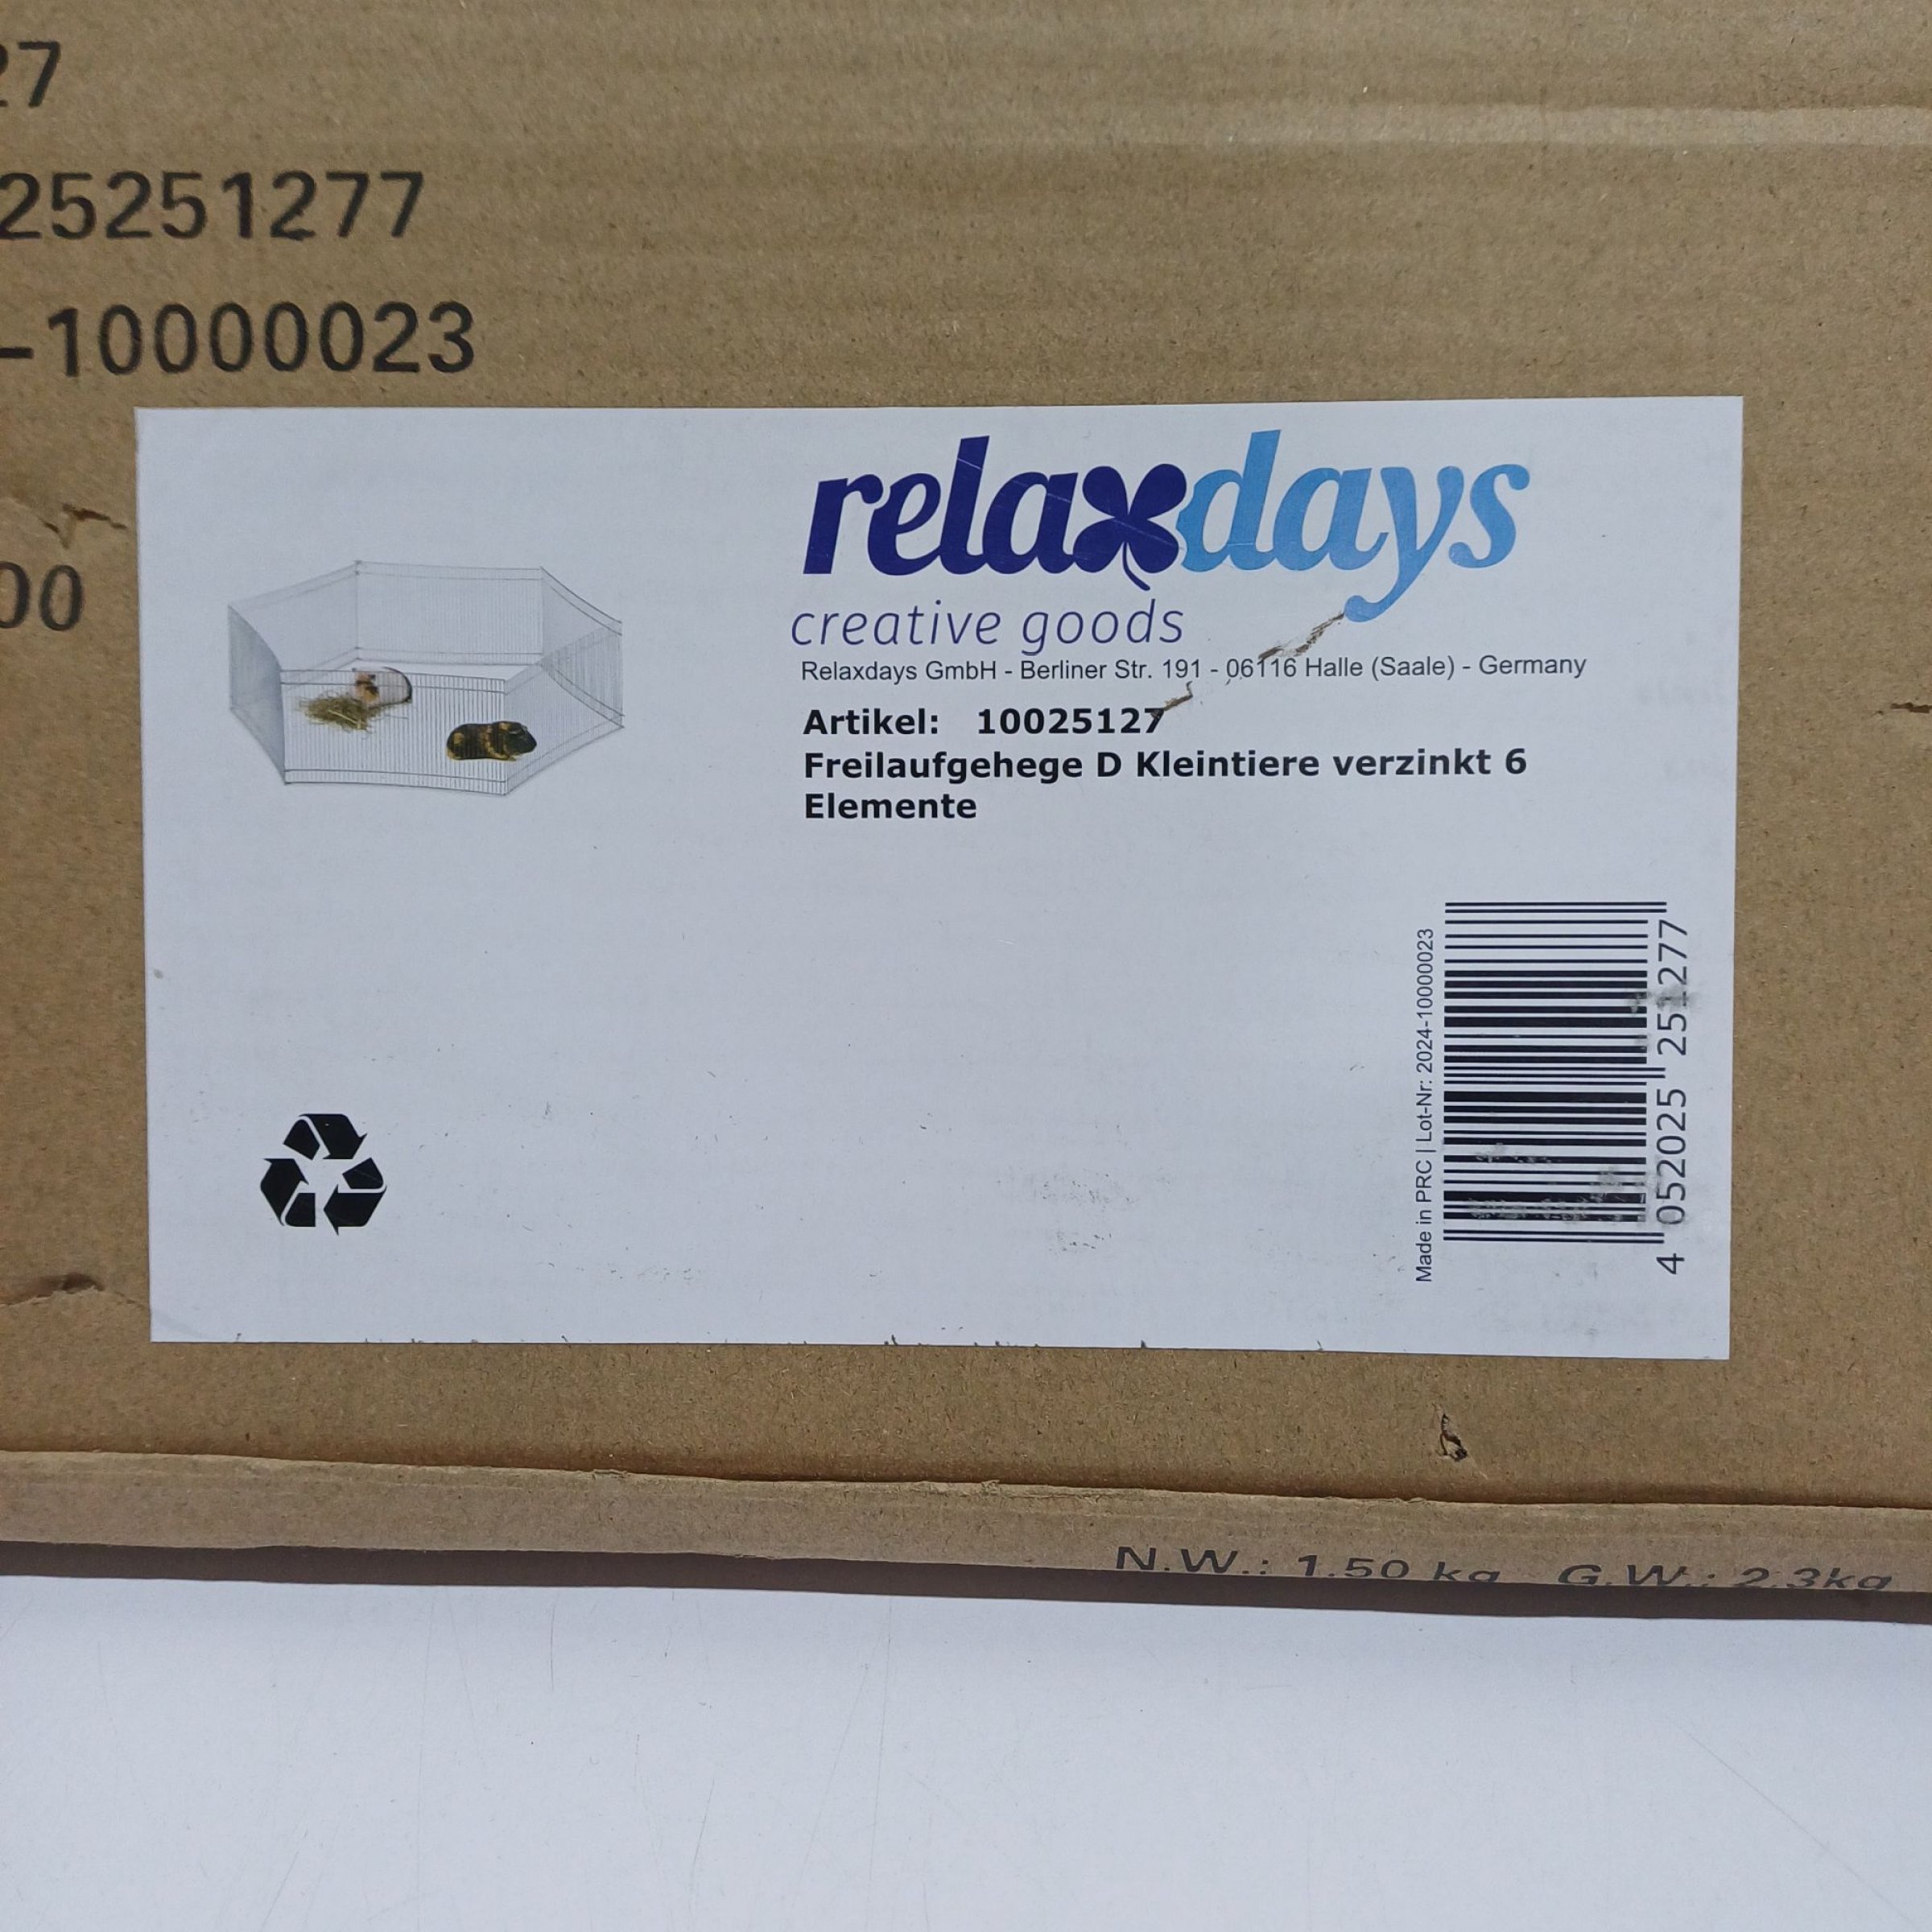 27
25251277
-10000023
00
relaxdays
creative goods
Relaxdays GmbH - Berliner Str. 191 - 06116 Halle (Saale) - Germany
Artikel: 10025127
Freilaufgehege D Kleintiere verzinkt 6
Elemente
Made in PRC | Lot-Nr: 2024-10000023
4 052025 251277
N.W.: 1.50 kg G.W.: 2.3kg